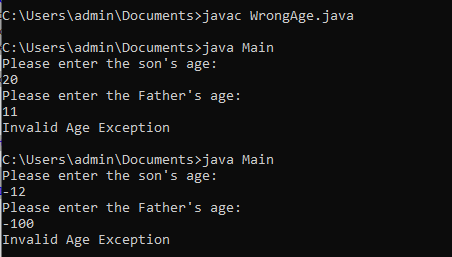 C:\Users\admin\Documents>javac WrongAge.java
C:\Users\admin\Documents>java Main
Please enter the son's age:
20
Please enter the Father's age:
11
Invalid Age Exception
C:\Users\admin\Documents>java Main
Please enter the son's age:
-12
Please enter the Father's age:
-100
Invalid Age Exception